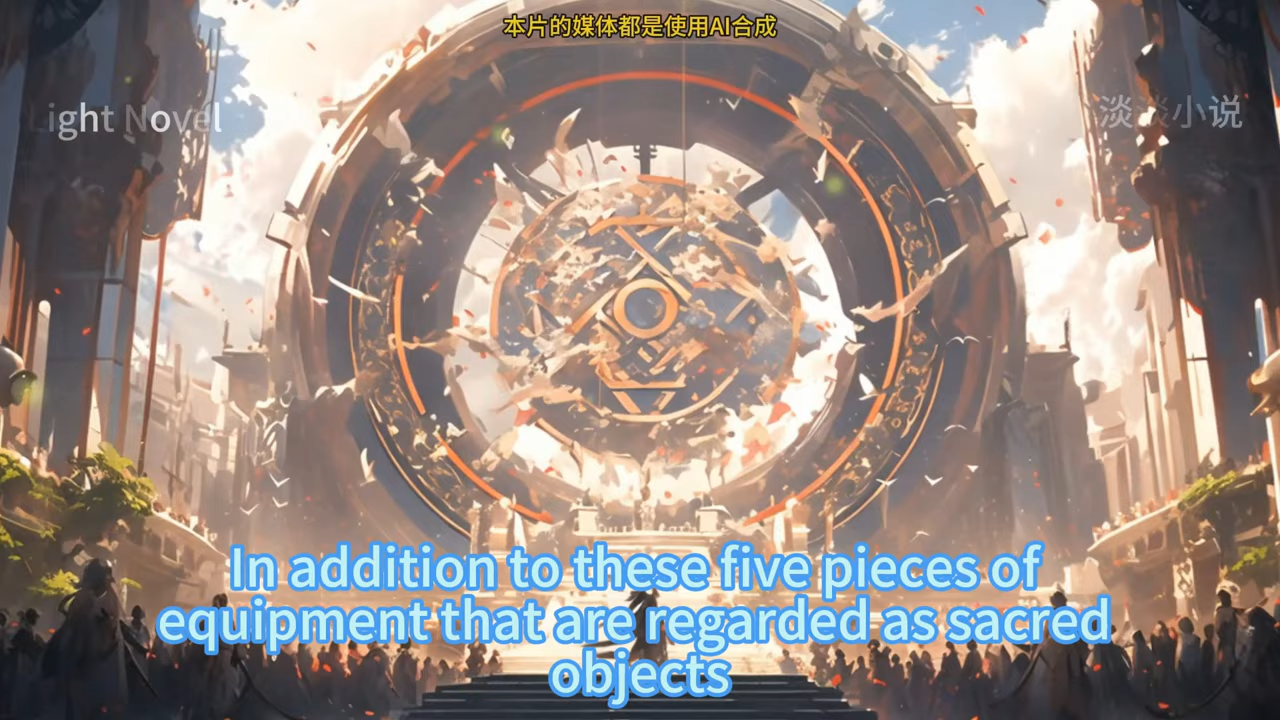 本片的媒体都是使用AI合成
ight Novel
淡淡小说
In addition to these five pieces of
equipment that are regarded as sacred
objects